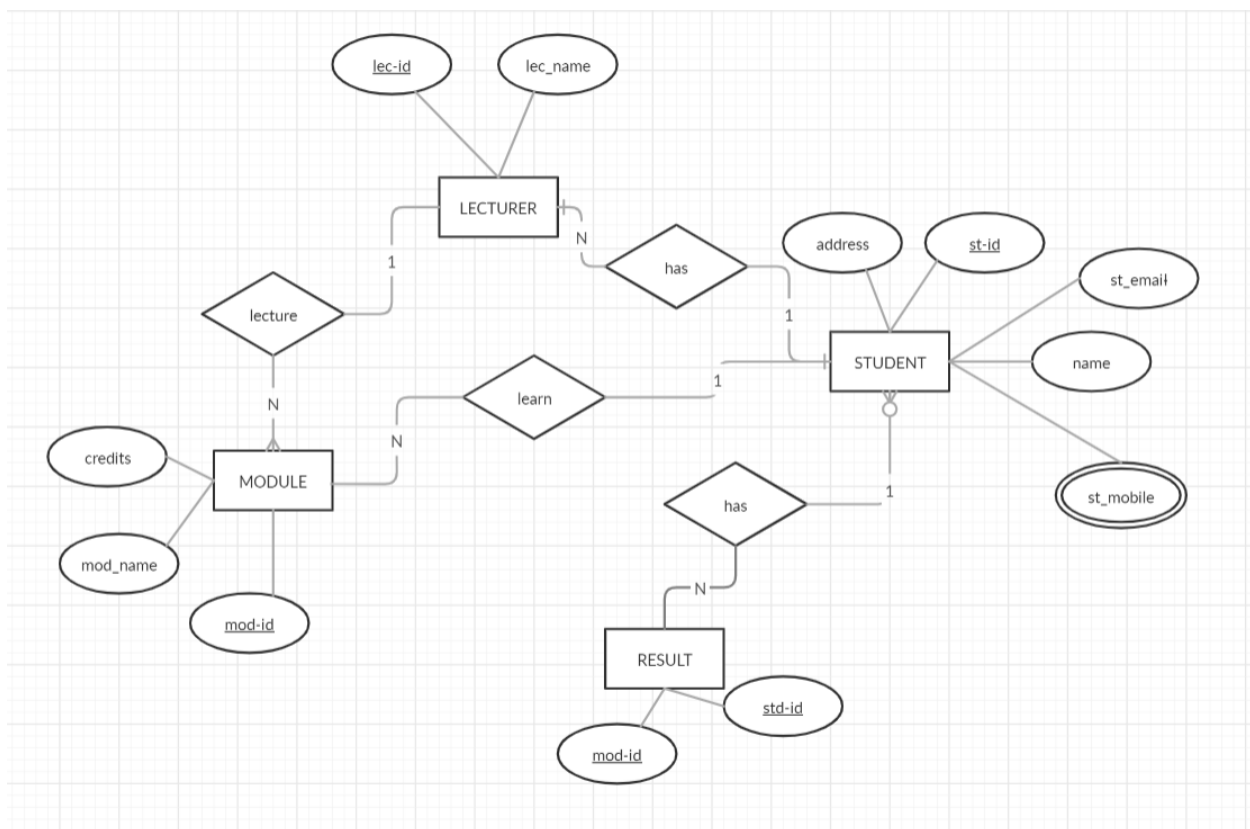 lec-id
lec_name
LECTURER
N
has
1
address
st-id
st_email
name
st_mobile
STUDENT
1
lecture
N
learn
N
1
credits
MODULE
mod_name
mod-id
has
1
N
RESULT
std-id
mod-id